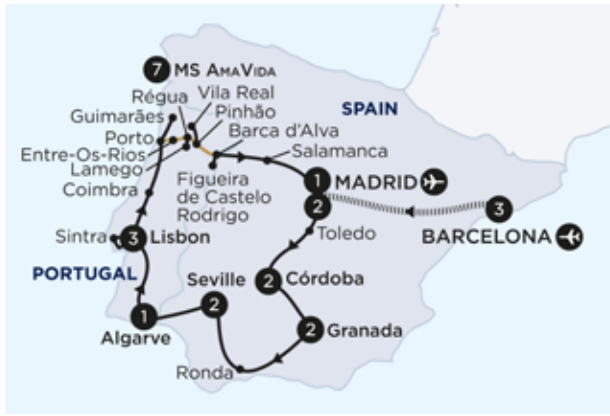 7 MS AMAVIDA
Vila Real
Régua
Pinhão
Guimarães
SPAIN
Barca d'Alva
Porto
Salamanca
Entre-Os-Rios
Lamego
Figueira
de Castelo
Rodrigo
Coimbra
1 MADRID
2
3
BARCELONA
Toledo
Sintra
3 Lisbon
PORTUGAL
Seville
2
2 Córdoba
1
Algarve
2 Granada
Ronda